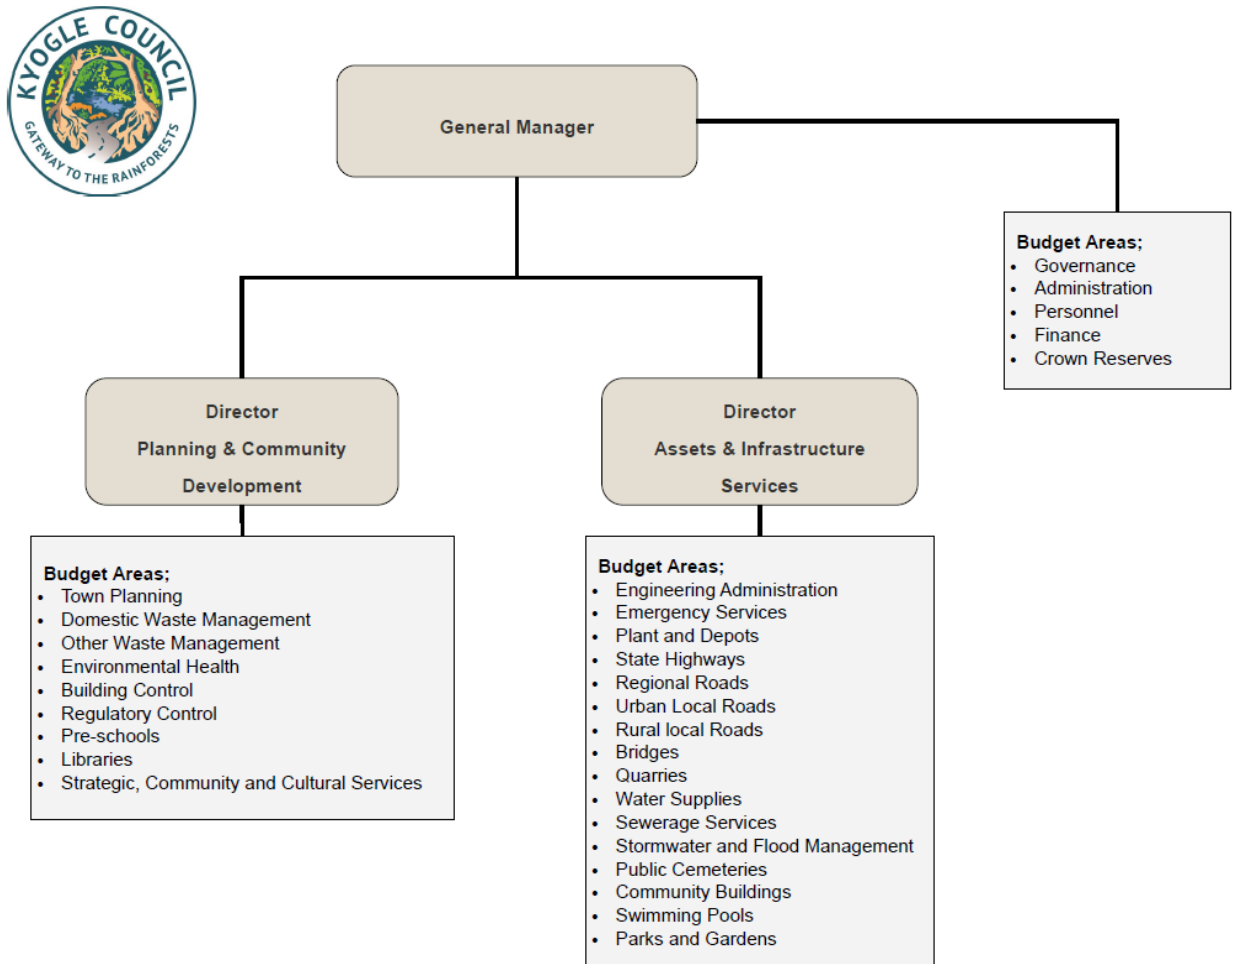 KYOGLE COUNCIL
GATEWAY TO THE RAINFORESTS
General Manager
Budget Areas;
• Governance
• Administration
• Personnel
• Finance
• Crown Reserves
Director
Planning & Community
Development
Director
Assets & Infrastructure
Services
Budget Areas;
• Town Planning
• Domestic Waste Management
• Other Waste Management
• Environmental Health
• Building Control
• Regulatory Control
• Pre-schools
• Libraries
• Strategic, Community and Cultural Services
Budget Areas;
• Engineering Administration
• Emergency Services
• Plant and Depots
• State Highways
• Regional Roads
• Urban Local Roads
• Rural local Roads
• Bridges
• Quarries
• Water Supplies
• Sewerage Services
• Stormwater and Flood Management
• Public Cemeteries
• Community Buildings
• Swimming Pools
• Parks and Gardens